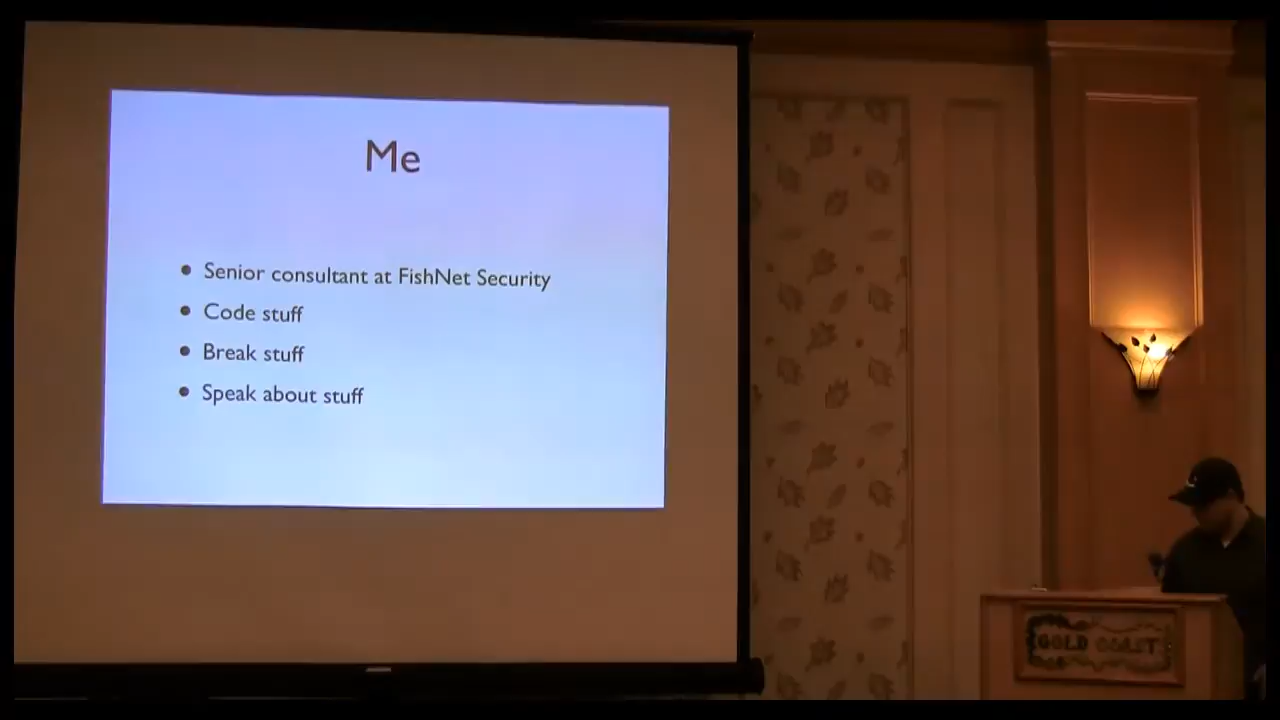 Me
• Senior consultant at FishNet Security
• Code stuff
• Break stuff
• Speak about stuff
GOLD COAST